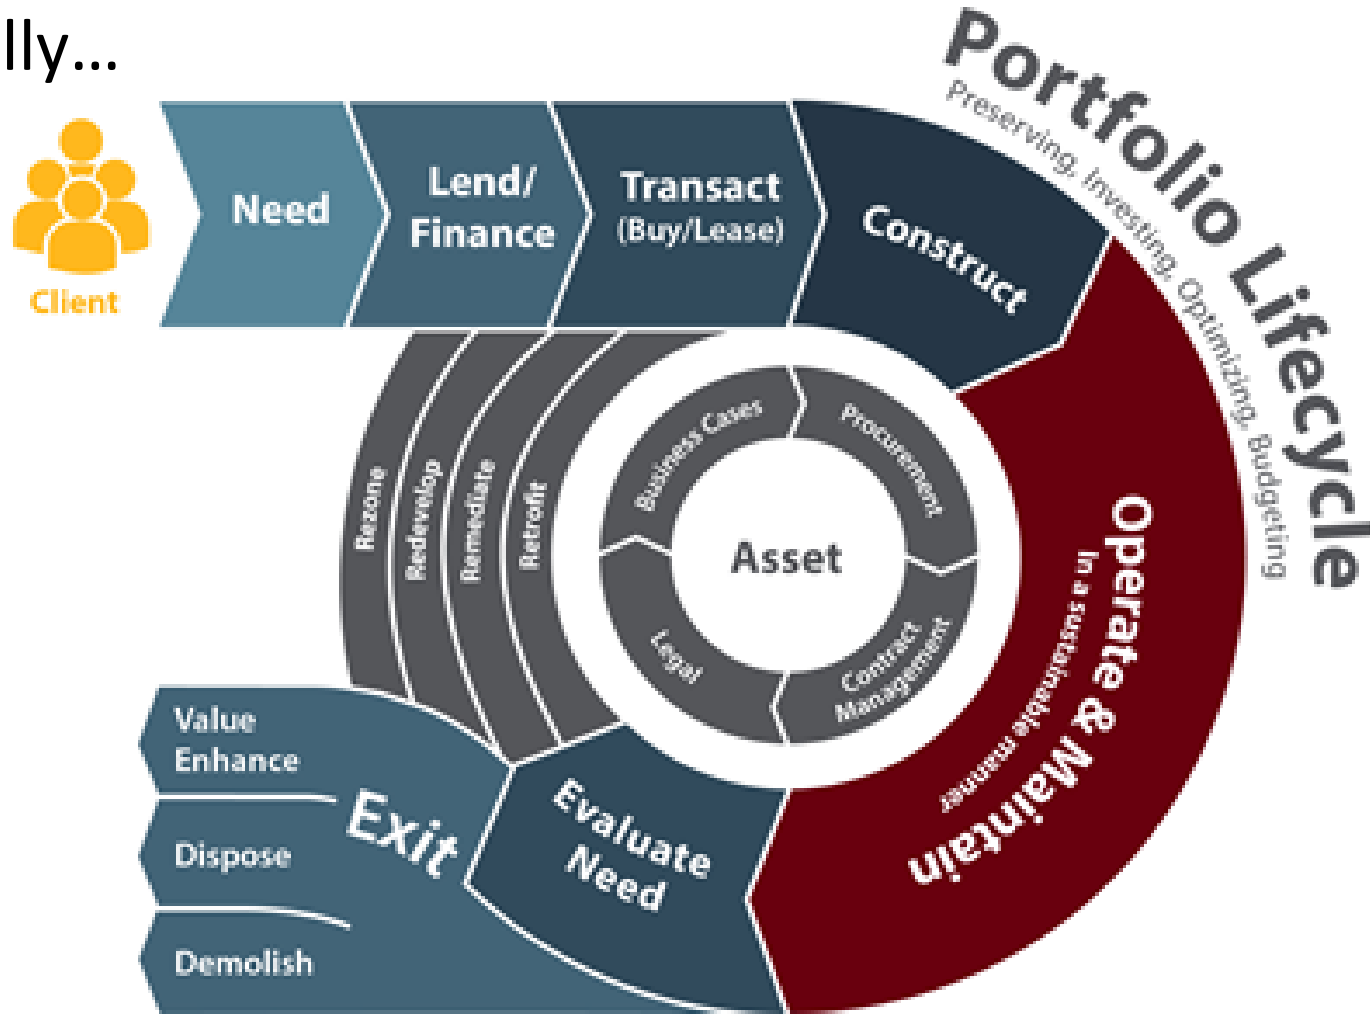 lly...
Portfolio Lifecycle
Preserving, Investing, Optimizing, Budgeting
Client
Need
Lend/
Finance
Transact
(Buy/Lease)
Construct
Operate & Maintain
In a sustainable manner
Evaluate
Need
Exit
Value
Enhance
Dispose
Demolish
Rezone
Redevelop
Remediate
Retrofit
Business Cases
Procurement
Contract
Management
Legal
Asset